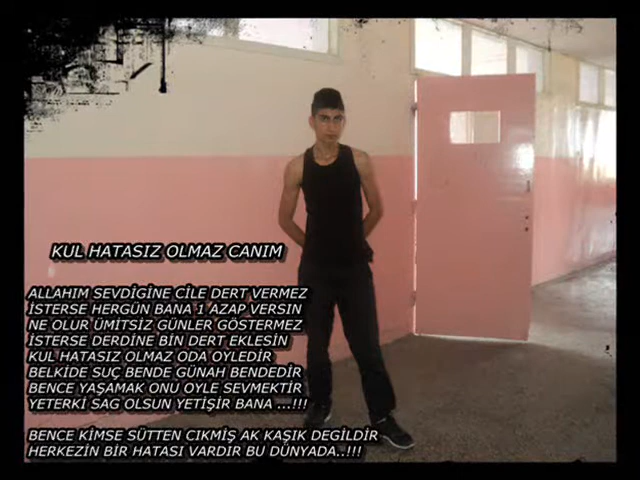 KUL HATASIZ OLMAZ CANIM
ALLAHIM SEVDİGİNE CİLE DERT VERMEZ
İSTERSE HERGÜN BANA 1 AZAP VERSIN
NE OLUR ÜMİTSİZ GÜNLER GÖSTERMEZ
İSTERSE DERDİNE BİN DERT EKLESİN
KUL HATASIZ OLMAZ ODA OYLEDİR
BELKİDE SUÇ BENDE GÜNAH BENDEDİR
BENCE YAŞAMAK ONU OYLE SEVMEKTİR
YETERKİ SAG OLSUN YETİŞİR BANA ...!!!
BENCE KİMSE SÜTTEN CIKMİŞ AK KAŞIK DEGİLDİR
HERKEZİN BİR HATASI VARDIR BU DÜNYADA..!!!